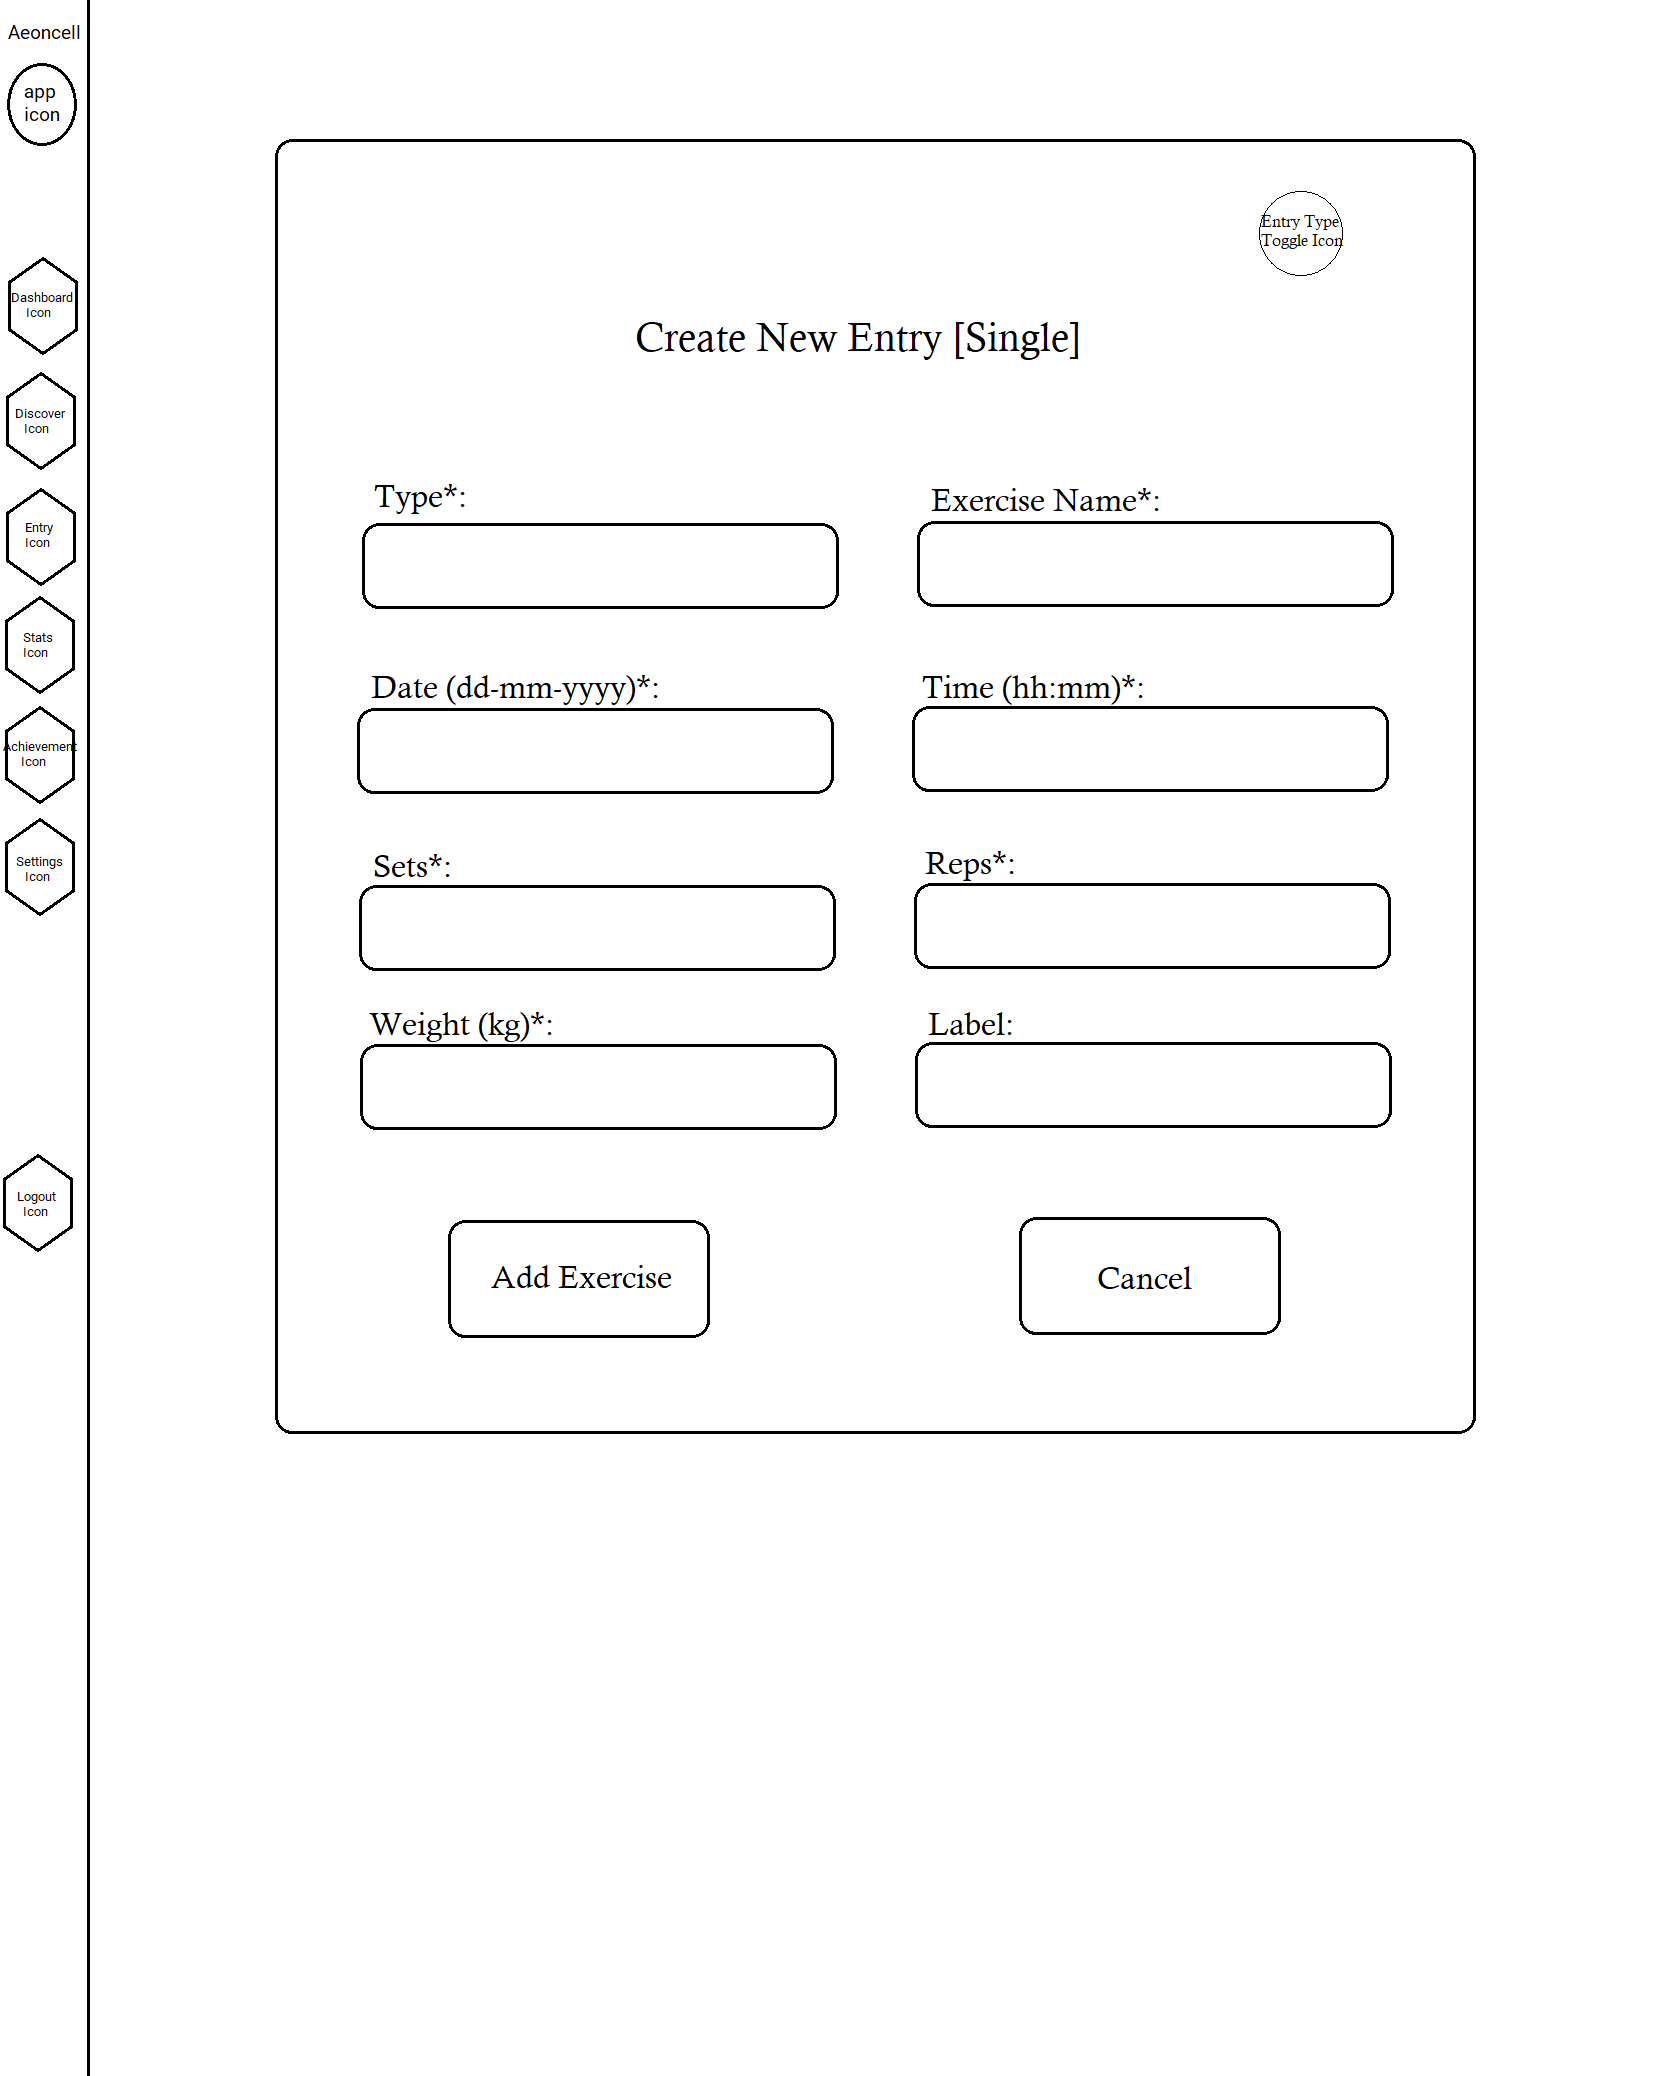 Aeoncell
app
icon
Dashboard
Icon
Discover
Icon
Entry
Icon
Stats
Icon
Achievement
Icon
Settings
Icon
Logout
Icon
Entry Type
Toggle Icon
Create New Entry [Single]
Type*:
Exercise Name*:
Date (dd-mm-yyyy)*:
Time (hh:mm)*:
Sets*:
Reps*:
Weight (kg)*:
Label:
Add Exercise
Cancel